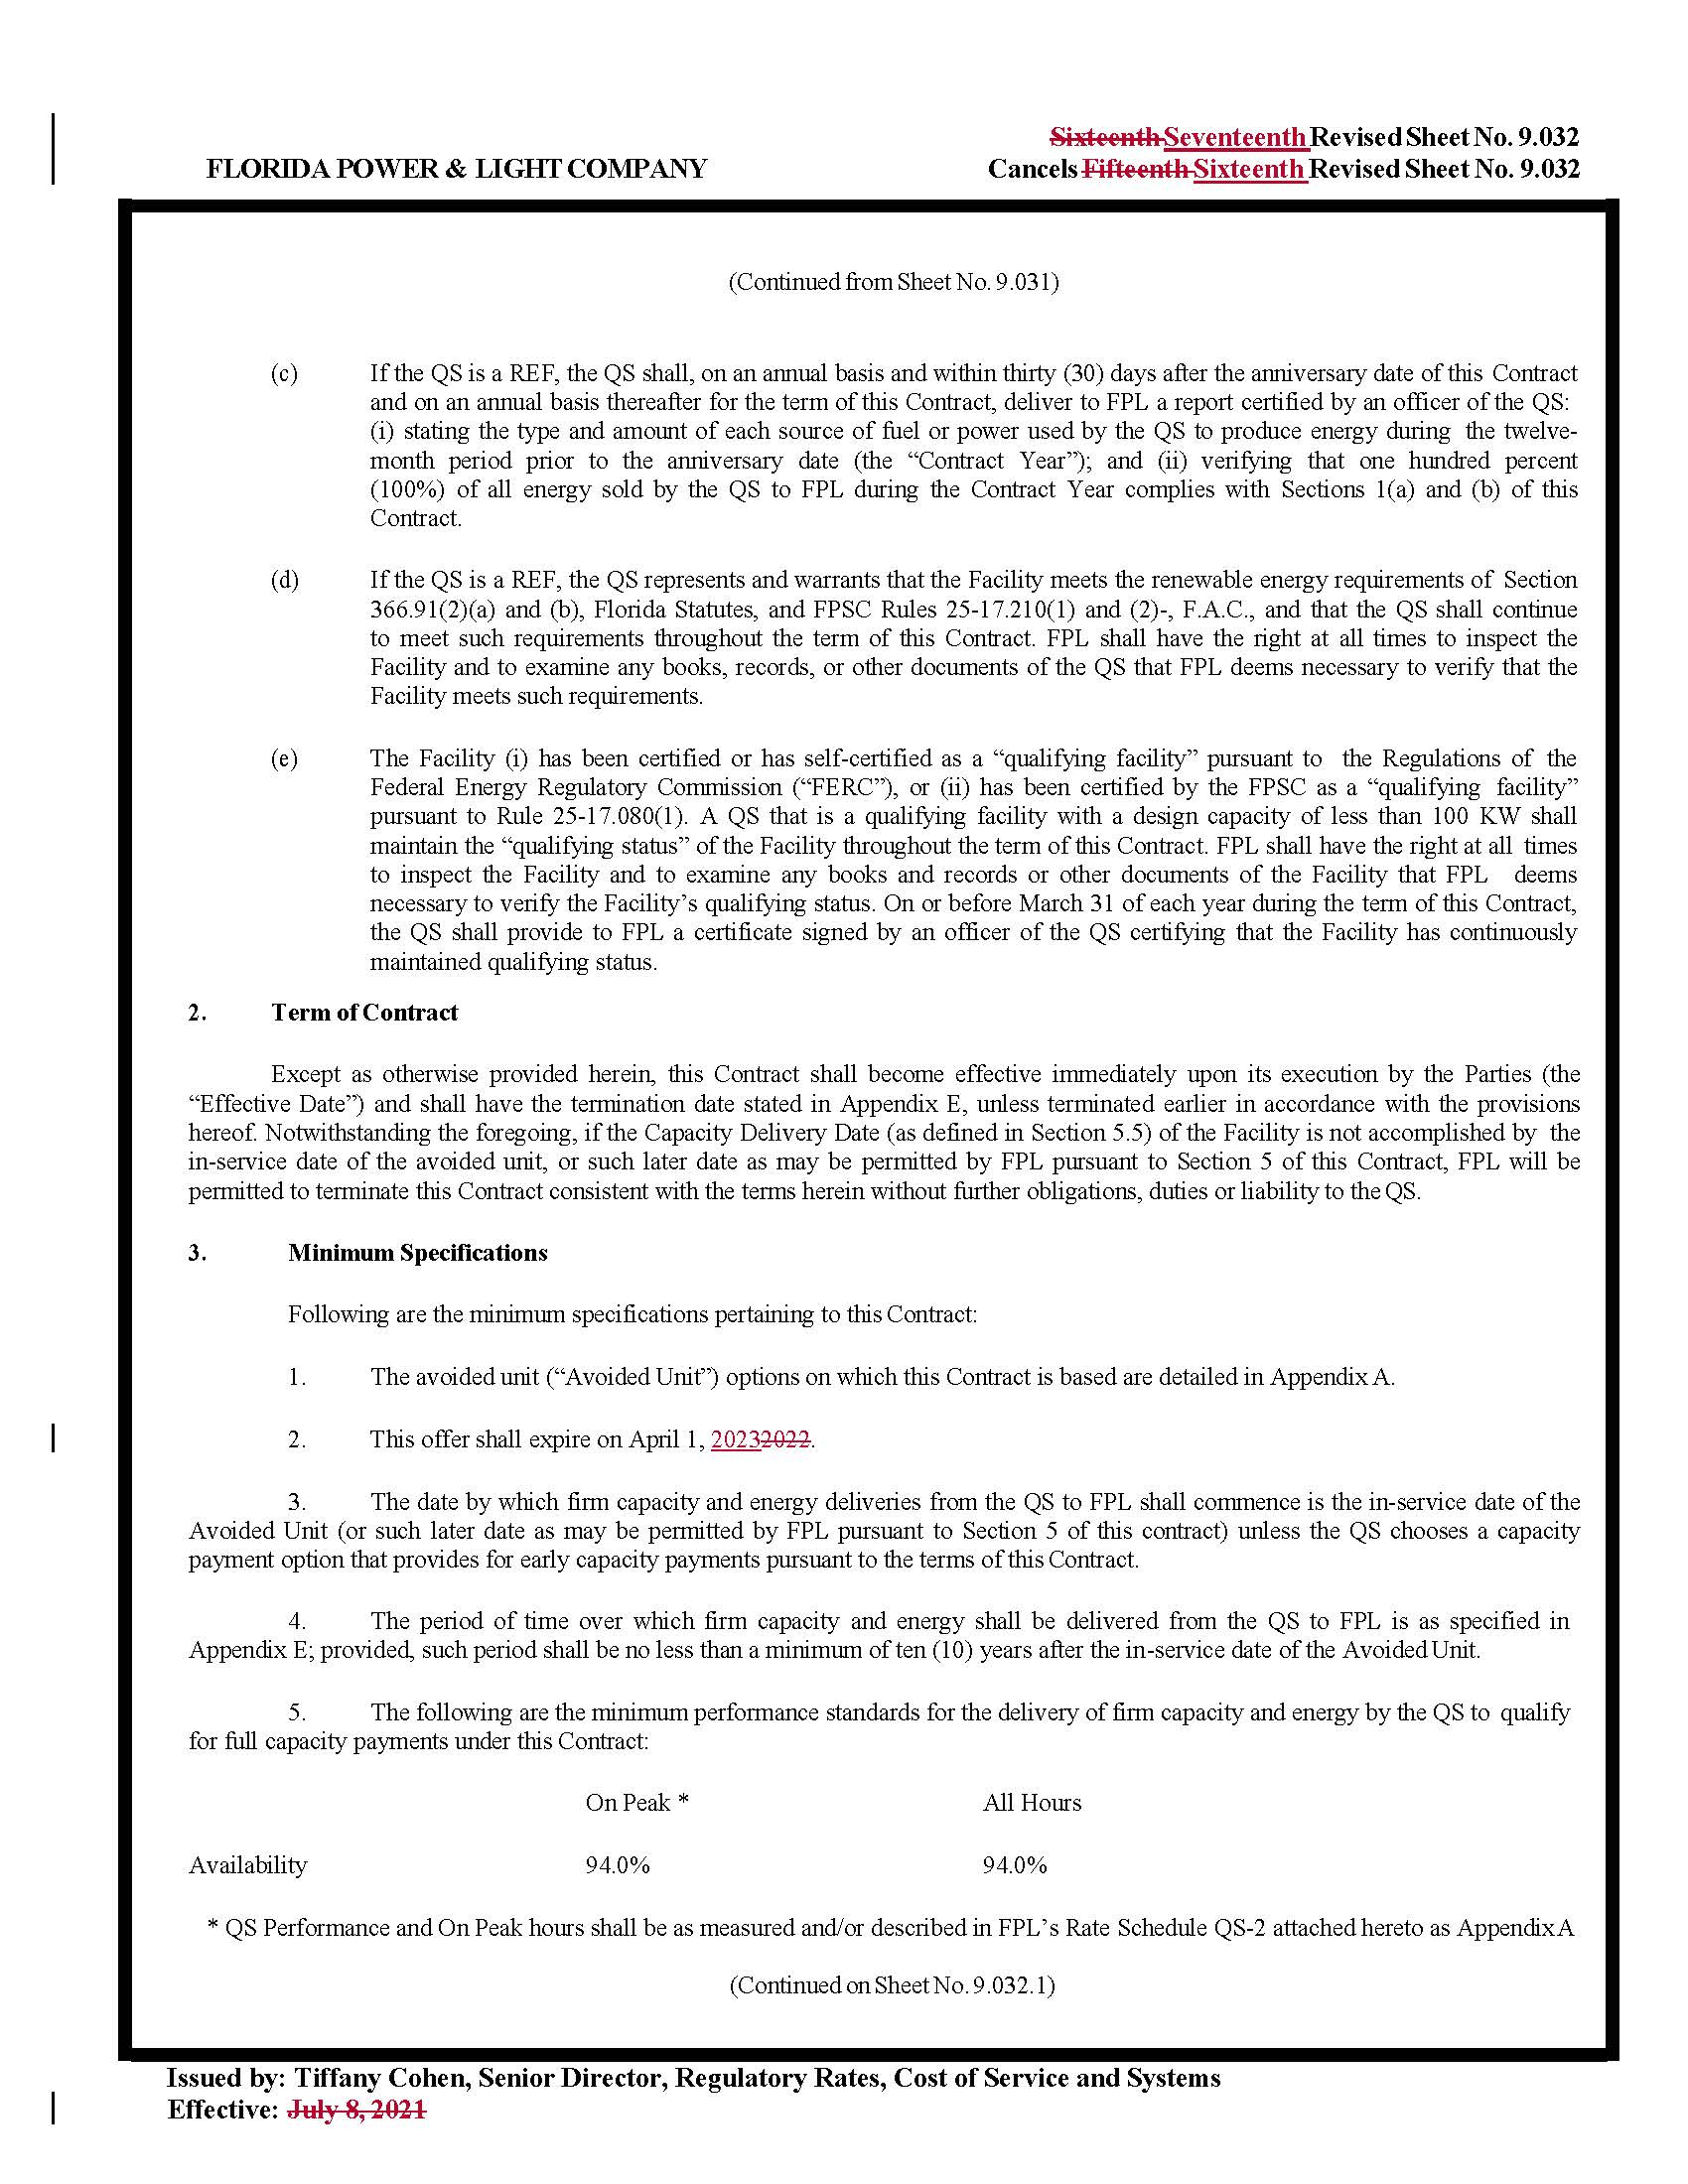 Sixteenth Seventeenth Revised Sheet No. 9.032
FLORIDA POWER & LIGHT COMPANY Cancels Fifteenth Sixteenth Revised Sheet No. 9.032
(Continued from Sheet No. 9.031)
(c) If the QS is a REF, the QS shall, on an annual basis and within thirty (30) days after the anniversary date of this Contract
and on an annual basis thereafter for the term of this Contract, deliver to FPL a report certified by an officer of the QS:
(i) stating the type and amount of each source of fuel or power used by the QS to produce energy during the twelve-
month period prior to the anniversary date (the “Contract Year”); and (ii) verifying that one hundred percent
(100%) of all energy sold by the QS to FPL during the Contract Year complies with Sections 1(a) and (b) of this
Contract.
(d) If the QS is a REF, the QS represents and warrants that the Facility meets the renewable energy requirements of Section
366.91(2)(a) and (b), Florida Statutes, and FPSC Rules 25-17.210(1) and (2)-, F.A.C., and that the QS shall continue
to meet such requirements throughout the term of this Contract. FPL shall have the right at all times to inspect the
Facility and to examine any books, records, or other documents of the QS that FPL deems necessary to verify that the
Facility meets such requirements.
(e) The Facility (i) has been certified or has self-certified as a “qualifying facility” pursuant to the Regulations of the
Federal Energy Regulatory Commission (“FERC”), or (ii) has been certified by the FPSC as a “qualifying facility”
pursuant to Rule 25-17.080(1). A QS that is a qualifying facility with a design capacity of less than 100 KW shall
maintain the “qualifying status” of the Facility throughout the term of this Contract. FPL shall have the right at all times
to inspect the Facility and to examine any books and records or other documents of the Facility that FPL deems
necessary to verify the Facility’s qualifying status. On or before March 31 of each year during the term of this Contract,
the QS shall provide to FPL a certificate signed by an officer of the QS certifying that the Facility has continuously
maintained qualifying status.
2. Term of Contract
Except as otherwise provided herein, this Contract shall become effective immediately upon its execution by the Parties (the
“Effective Date”) and shall have the termination date stated in Appendix E, unless terminated earlier in accordance with the provisions
hereof. Notwithstanding the foregoing, if the Capacity Delivery Date (as defined in Section 5.5) of the Facility is not accomplished by the
in-service date of the avoided unit, or such later date as may be permitted by FPL pursuant to Section 5 of this Contract, FPL will be
permitted to terminate this Contract consistent with the terms herein without further obligations, duties or liability to the QS.
3. Minimum Specifications
Following are the minimum specifications pertaining to this Contract:
1. The avoided unit (“Avoided Unit”) options on which this Contract is based are detailed in Appendix A.
2. This offer shall expire on April 1, 20232022.
3. The date by which firm capacity and energy deliveries from the QS to FPL shall commence is the in-service date of the
Avoided Unit (or such later date as may be permitted by FPL pursuant to Section 5 of this contract) unless the QS chooses a capacity
payment option that provides for early capacity payments pursuant to the terms of this Contract.
4. The period of time over which firm capacity and energy shall be delivered from the QS to FPL is as specified in
Appendix E; provided, such period shall be no less than a minimum of ten (10) years after the in-service date of the Avoided Unit.
5. The following are the minimum performance standards for the delivery of firm capacity and energy by the QS to qualify
for full capacity payments under this Contract:
On Peak * All Hours
Availability 94.0% 94.0%
* QS Performance and On Peak hours shall be as measured and/or described in FPL’s Rate Schedule QS-2 attached hereto as Appendix A
(Continued on Sheet No. 9.032.1)
Issued by: Tiffany Cohen, Senior Director, Regulatory Rates, Cost of Service and Systems
Effective: July 8, 2021